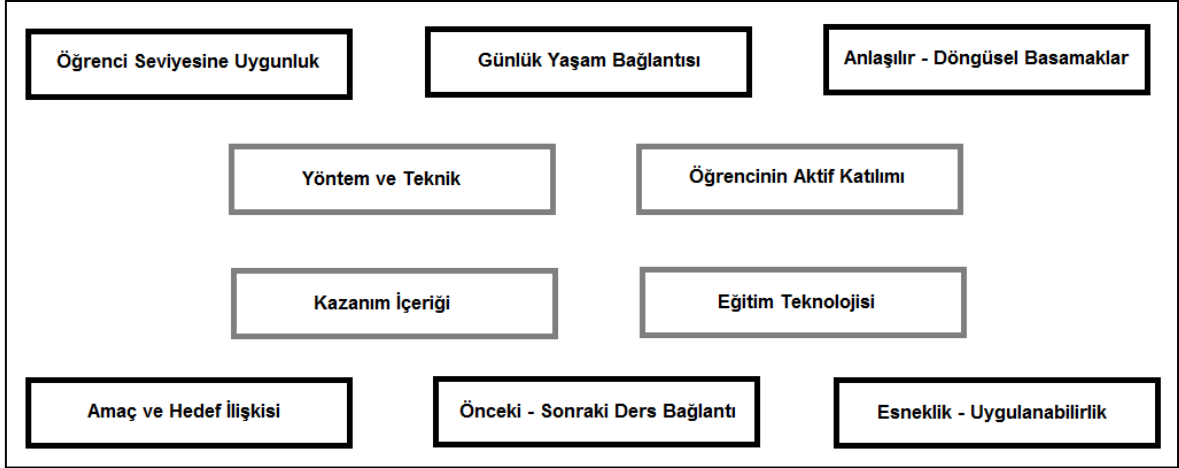 Öğrenci Seviyesine Uygunluk
Günlük Yaşam Bağlantısı
Anlaşılır - Döngüsel Basamaklar
Yöntem ve Teknik
Öğrencinin Aktif Katılımı
Kazanım İçeriği
Eğitim Teknolojisi
Amaç ve Hedef İlişkisi
Önceki - Sonraki Ders Bağlantı
Esneklik - Uygulanabilirlik